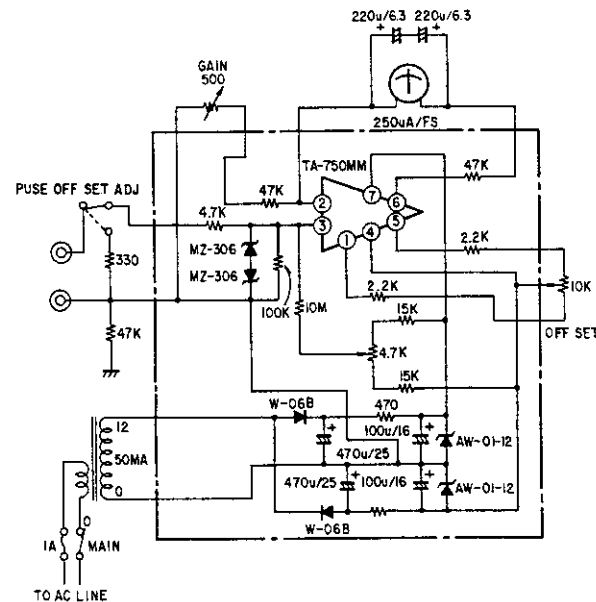 220u/6.3 220u/6.3
+ +
GAIN
500
250uA/FS
TA-750MM
PUSE OFF SET ADJ
47K
47K
7
6
2
5
3
1
4
4.7K
MZ-306
MZ-306
330
100K
10M
2.2K
2.2K
10K
OFF SET
15K
4.7K
15K
47K
W-06B
470
12
50MA
0
+
100u/16
+
AW-01-12
470u/25
470u/25
+
100u/16
+
AW-01-12
W-06B
0
1A
MAIN
TO AC LINE